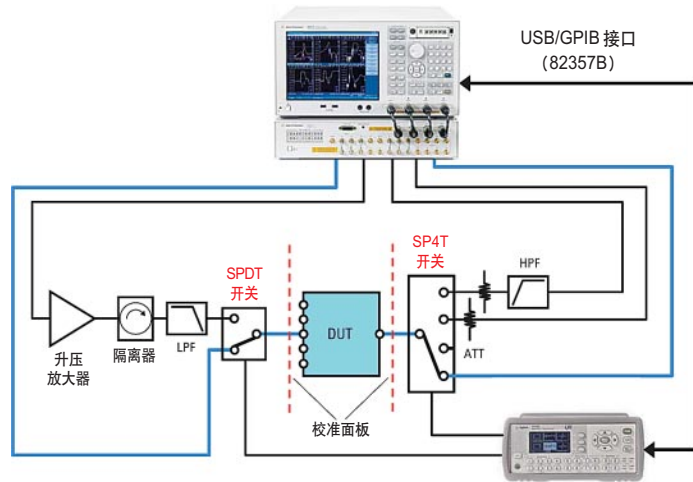 USB/GPIB 接口
(82357B)
SP4T
开关
HPF
SPDT
开关
DUT
LPF
ATT
升压
放大器
隔离器
校准面板